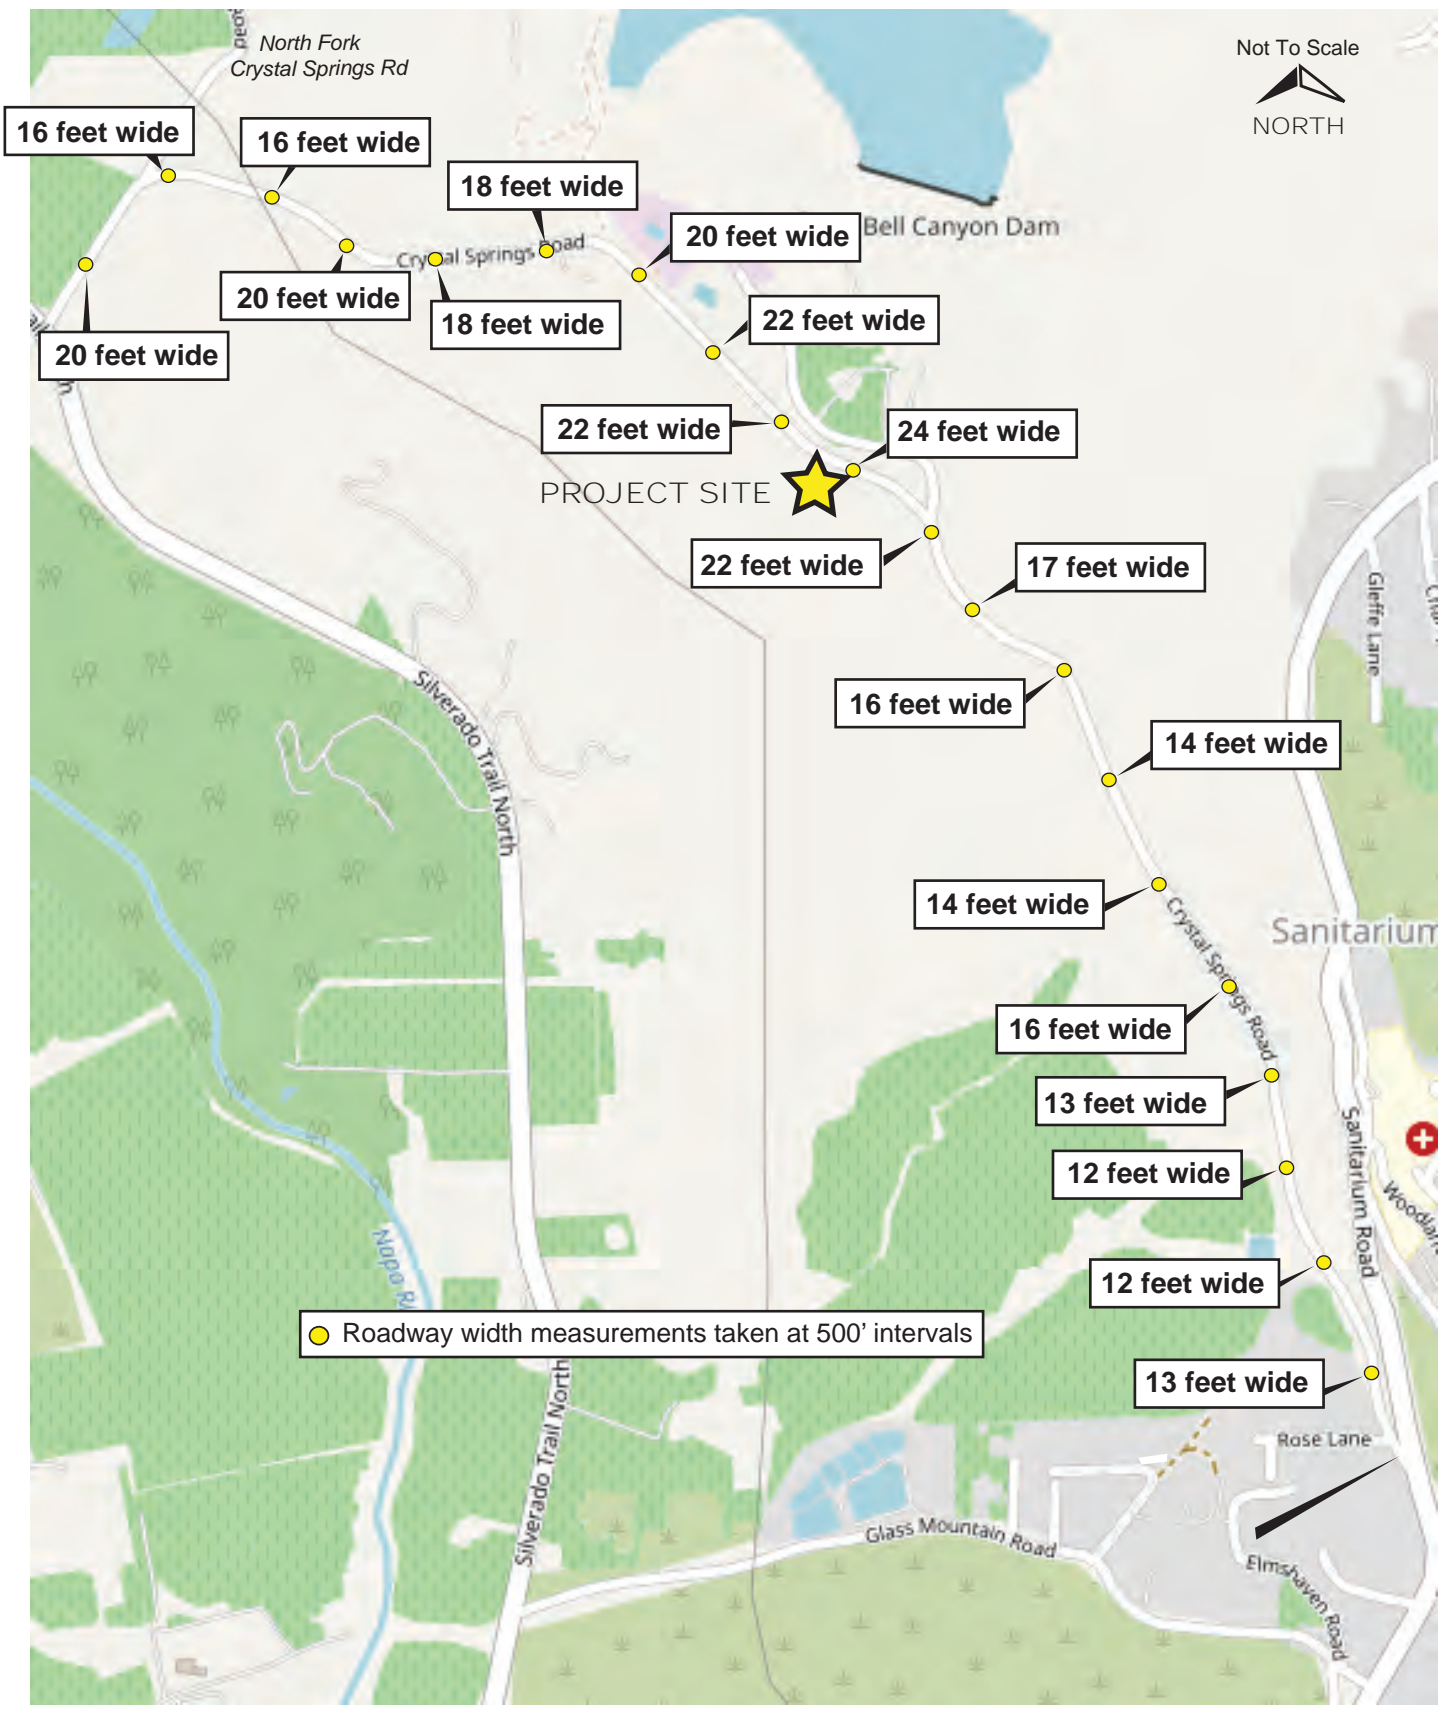 North Fork
Crystal Springs Rd
Road
Not To Scale
NORTH
16 feet wide
16 feet wide
18 feet wide
20 feet wide
Bell Canyon Dam
Crystal Springs Road
20 feet wide
18 feet wide
22 feet wide
20 feet wide
22 feet wide
24 feet wide
PROJECT SITE
22 feet wide
17 feet wide
Gleffe Lane
16 feet wide
Silverado Trail North
14 feet wide
14 feet wide
Crystal Springs Road
Sanitarium
16 feet wide
13 feet wide
Sanitarium Road
12 feet wide
12 feet wide
Roadway width measurements taken at 500’ intervals
13 feet wide
Silverado Trail North
Rose Lane
Glass Mountain Road
Elmshaven Road